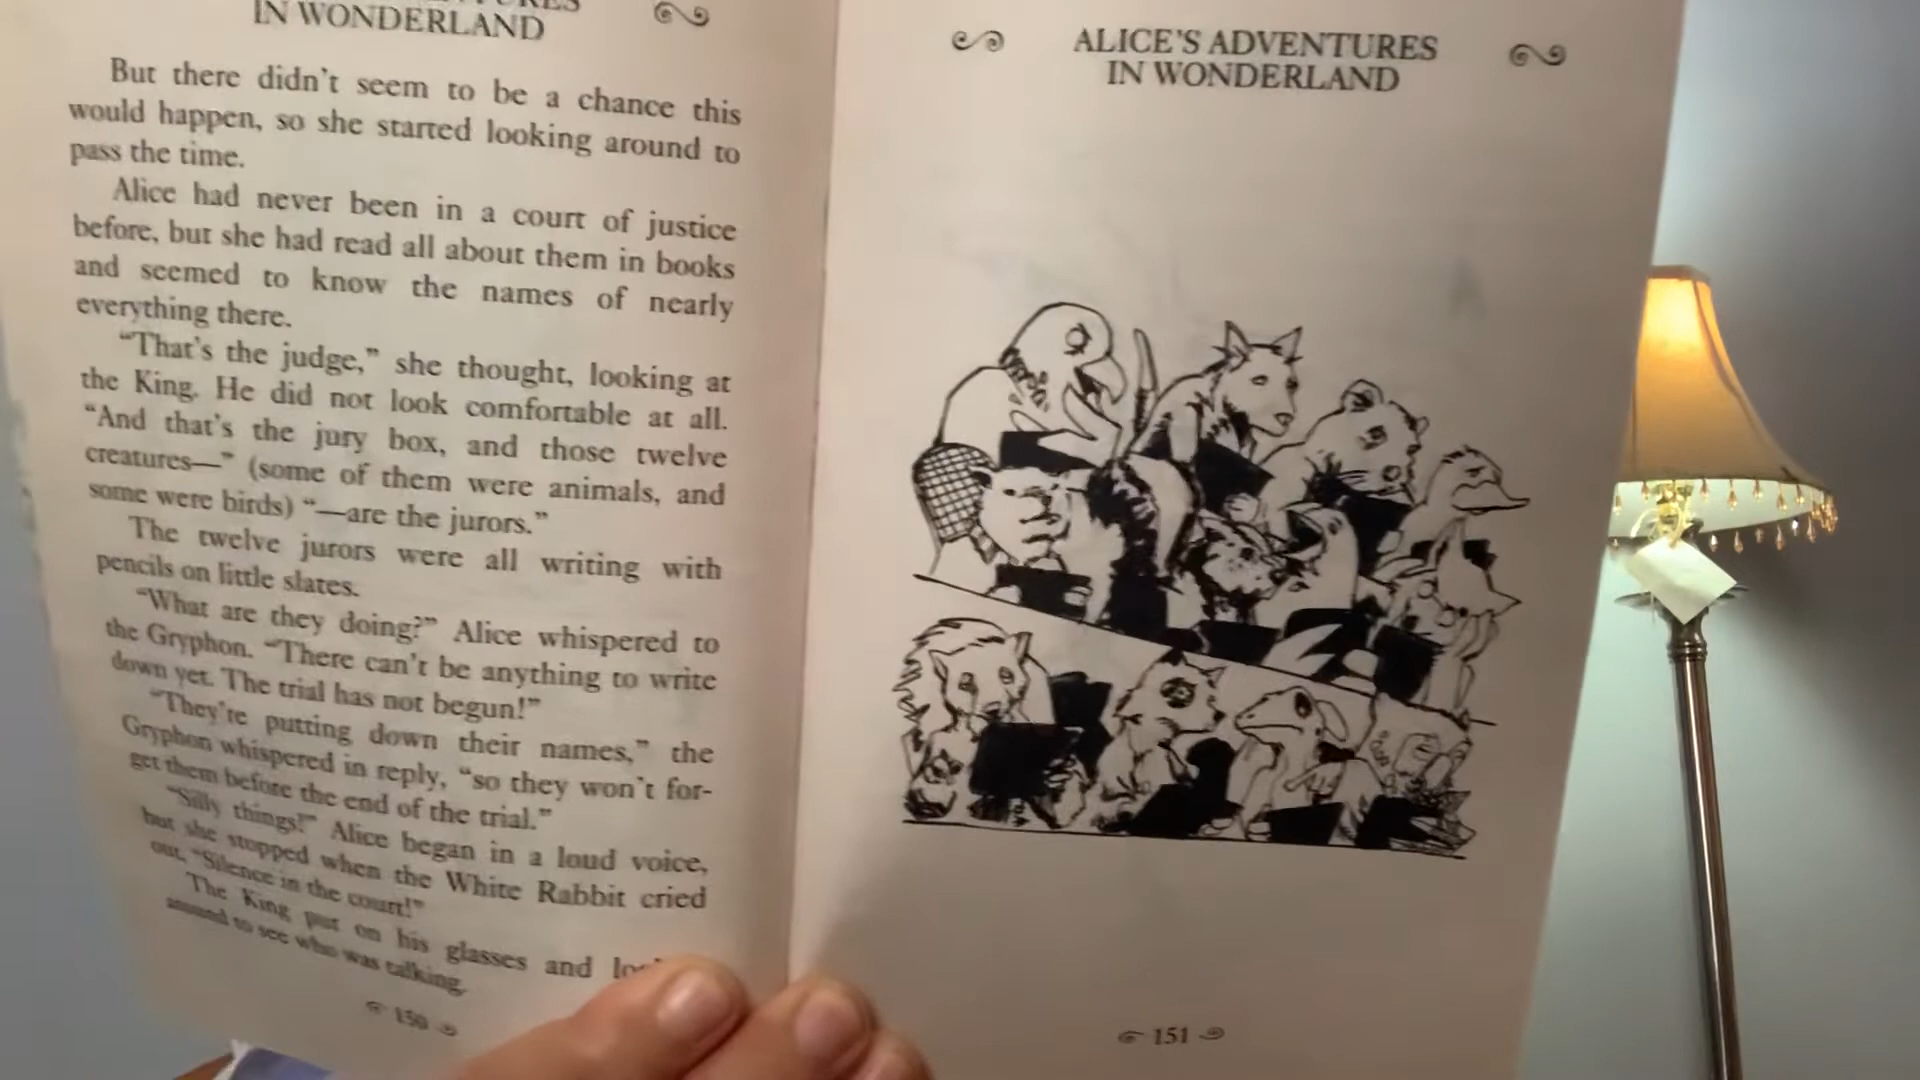 IN WONDERLAND
But there didn't seem to be a chance this
would happen, so she started looking around to
pass the time.
Alice had never been in a court of justice
before, but she had read all about them in books
and seemed to know the names of nearly
everything there.
“That's the judge,” she thought, looking at
the King. He did not look comfortable at all.
“And that's the jury box, and those twelve
creatures—” (some of them were animals, and
some were birds) “—are the jurors.”
The twelve jurors were all writing with
pencils on little slates.
“What are they doing?” Alice whispered to
the Gryphon. “There can't be anything to write
down yet. The trial has not begun!”
“They're putting down their names,” the
Gryphon whispered in reply, “so they won't for-
get them before the end of the trial.”
“Silly things!” Alice began in a loud voice,
but she stopped when the White Rabbit cried
out, “Silence in the court!”
The King put on his glasses and
around to see who was talking.
150
ALICE'S ADVENTURES
IN WONDERLAND
151